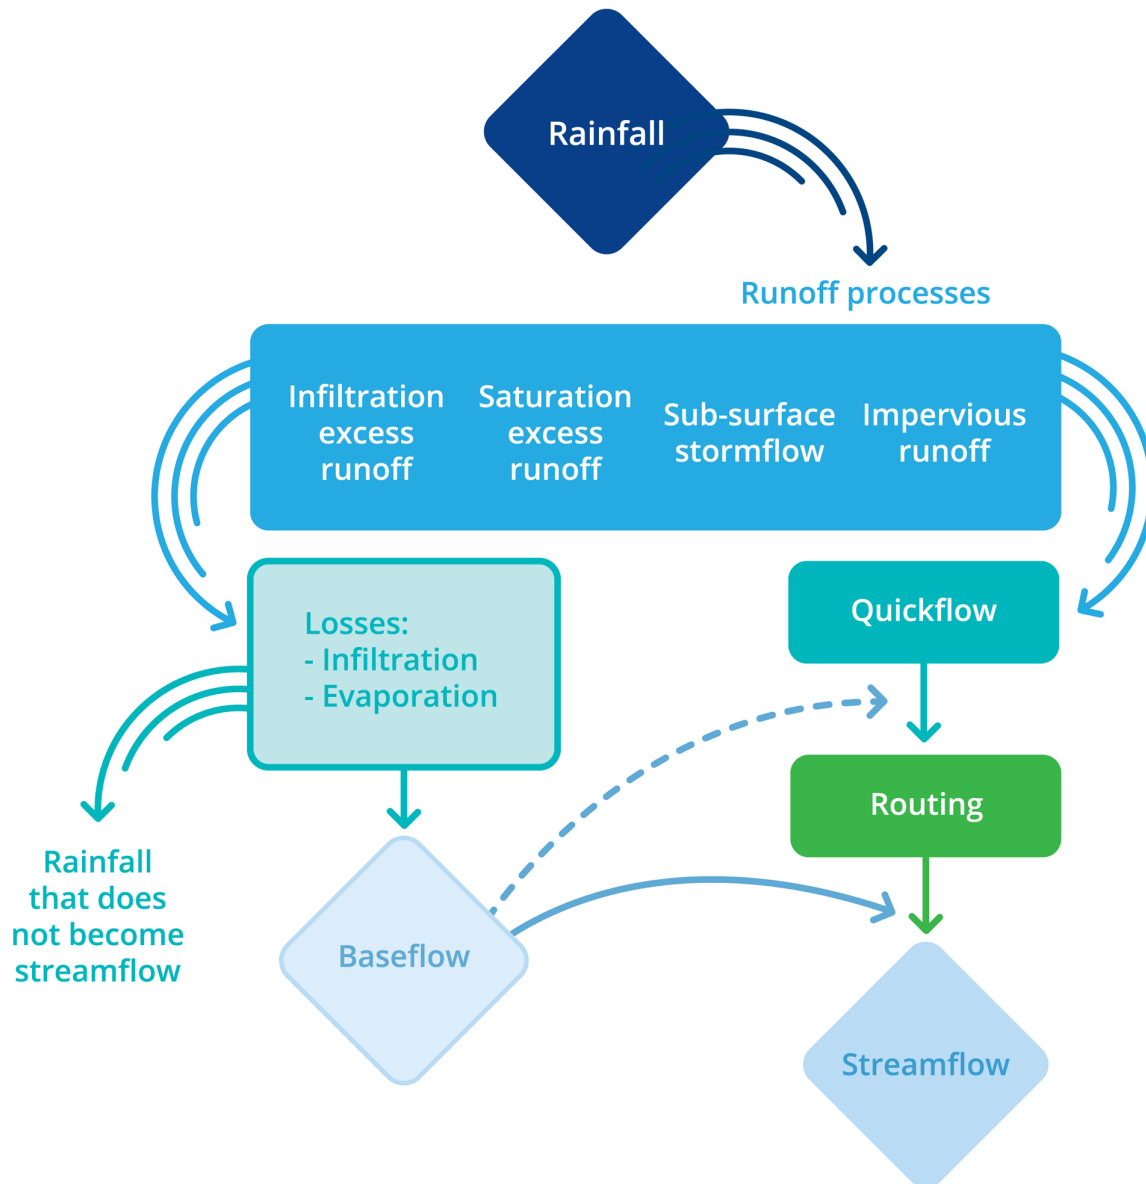 Rainfall
Runoff processes
Infiltration
excess
runoff
Saturation
excess
runoff
Sub-surface
stormflow
Impervious
runoff
Losses:
- Infiltration
- Evaporation
Quickflow
Routing
Rainfall
that does
not become
streamflow
Baseflow
Streamflow